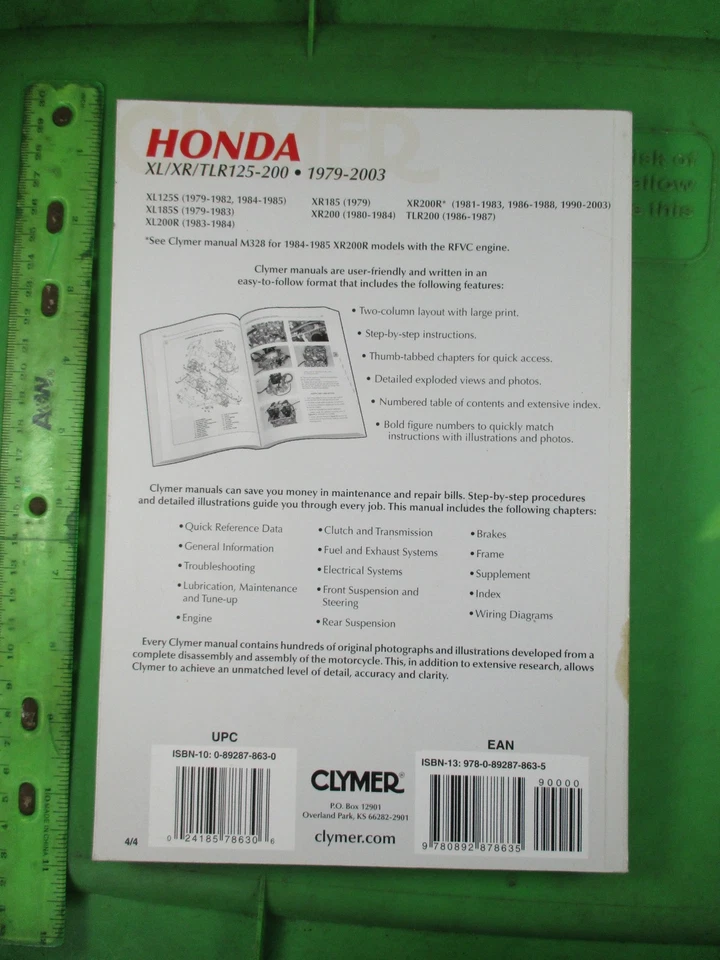 CLYMER
HONDA
XL/XR/TLR125-200 • 1979-2003
XL125S (1979-1982, 1984-1985)
XL185S (1979-1983)
XL200R (1983-1984)
XR185 (1979)
XR200 (1980-1984)
XR200R* (1981-1983, 1986-1988, 1990-2003)
TLR200 (1986-1987)
*See Clymer manual M328 for 1984-1985 XR200R models with the RFVC engine.
Clymer manuals are user-friendly and written in an
easy-to-follow format that includes the following features:
• Two-column layout with large print.
• Step-by-step instructions.
• Thumb-tabbed chapters for quick access.
• Detailed exploded views and photos.
• Numbered table of contents and extensive index.
• Bold figure numbers to quickly match
instructions with illustrations and photos.
Clymer manuals can save you money in maintenance and repair bills. Step-by-step procedures
and detailed illustrations guide you through every job. This manual includes the following chapters:
• Quick Reference Data
• General Information
• Troubleshooting
• Lubrication, Maintenance
and Tune-up
• Engine
• Clutch and Transmission
• Fuel and Exhaust Systems
• Electrical Systems
• Front Suspension and
Steering
• Rear Suspension
• Brakes
• Frame
• Supplement
• Index
• Wiring Diagrams
Every Clymer manual contains hundreds of original photographs and illustrations developed from a
complete disassembly and assembly of the motorcycle. This, in addition to extensive research, allows
Clymer to achieve an unmatched level of detail, accuracy and clarity.
UPC
ISBN-10: 0-89287-863-0
0 24185 78630 6
4/4
CLYMER®
P.O. Box 12901
Overland Park, KS 66282-2901
clymer.com
EAN
ISBN-13: 978-0-89287-863-5
90000
9 780892 878635
this